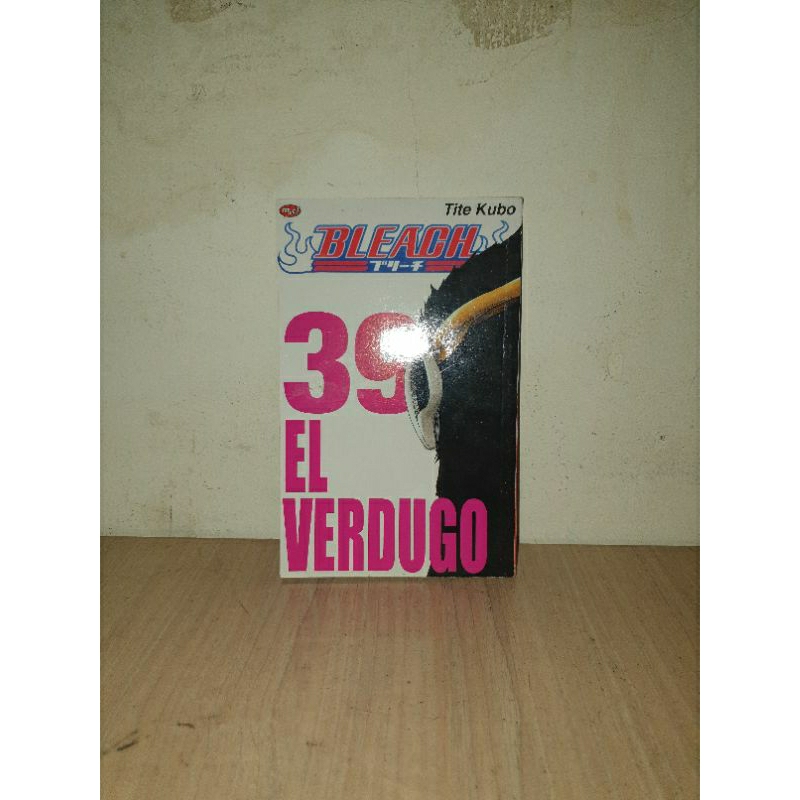 m&c!
Tite Kubo
BLEACH
ブリーチ
39
EL
VERDUGO